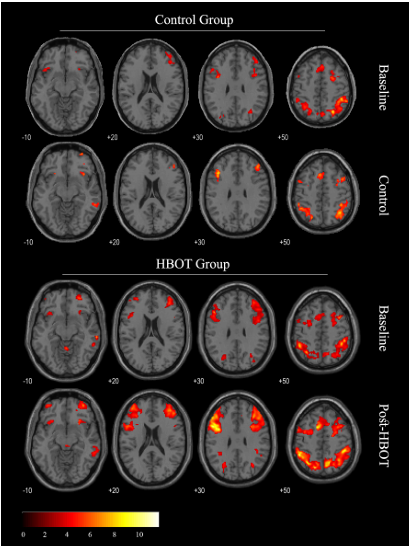 Control Group
Baseline
-10 +20 +30 +50
Control
-10 +20 +30 +50
HBOT Group
Baseline
-10 +20 +30 +50
Post-HBOT
-10 +20 +30 +50
0 2 4 6 8 10